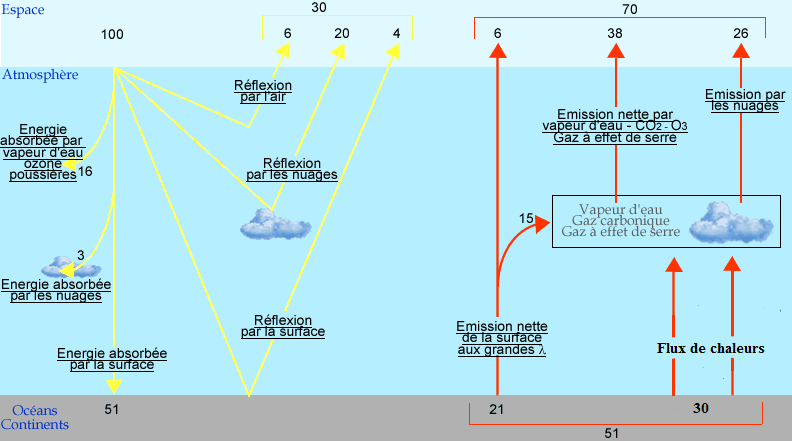 Espace
30
70
100
6
20
4
6
38
26
Atmosphère
Réflexion
par l'air
Emission nette par
vapeur d'eau - CO2 - O3
Gaz à effet de serre
Emission par
les nuages
Energie
absorbée par
vapeur d'eau
ozone
poussières
16
Réflexion
par les nuages
15
Vapeur d'eau
Gaz carbonique
Gaz à effet de serre
3
Energie absorbée
par les nuages
Réflexion
par la surface
Emission nette
de la surface
aux grandes λ
Flux de chaleurs
Energie absorbée
par la surface
Océans
Continents
51
21
30
51